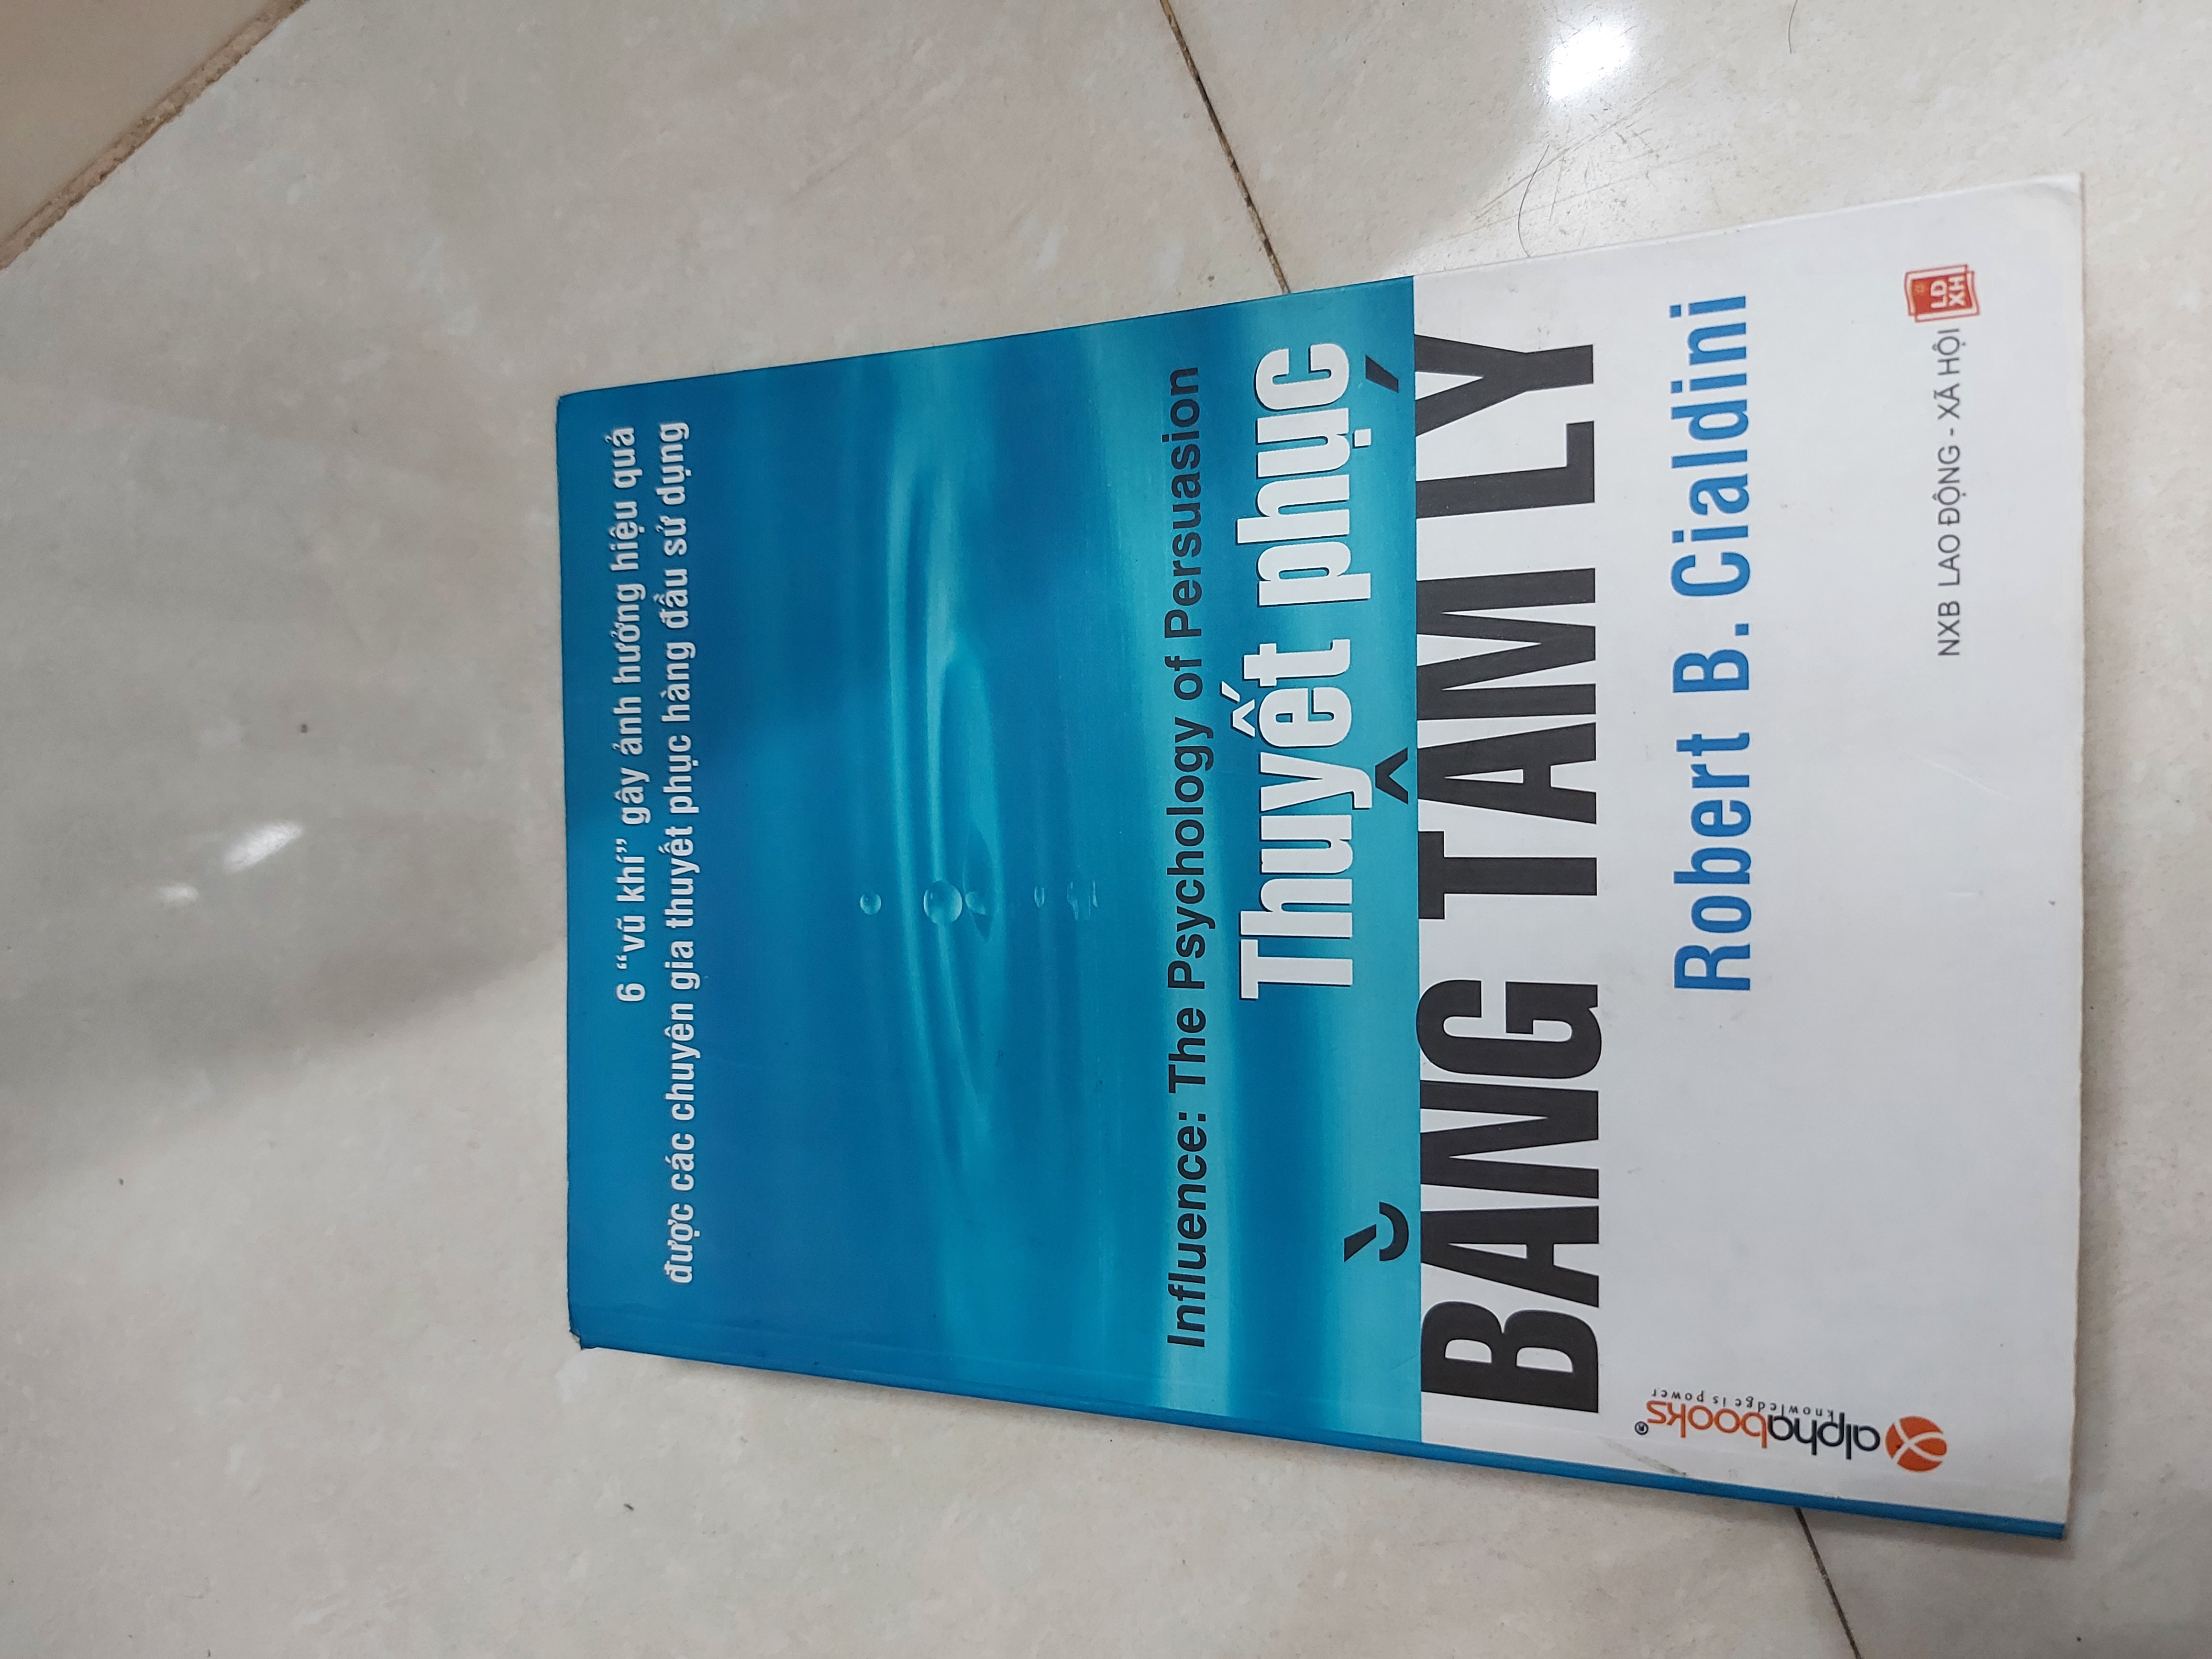 6 “vũ khí” gây ảnh hưởng hiệu quả
được các chuyên gia thuyết phục hàng đầu sử dụng
Influence: The Psychology of Persuasion
Thuyết phục
BẰNG TÂM LÝ
Robert B. Cialdini
alphabooks®
knowledge is power
NXB LAO ĐỘNG - XÃ HỘI
LĐ
XH